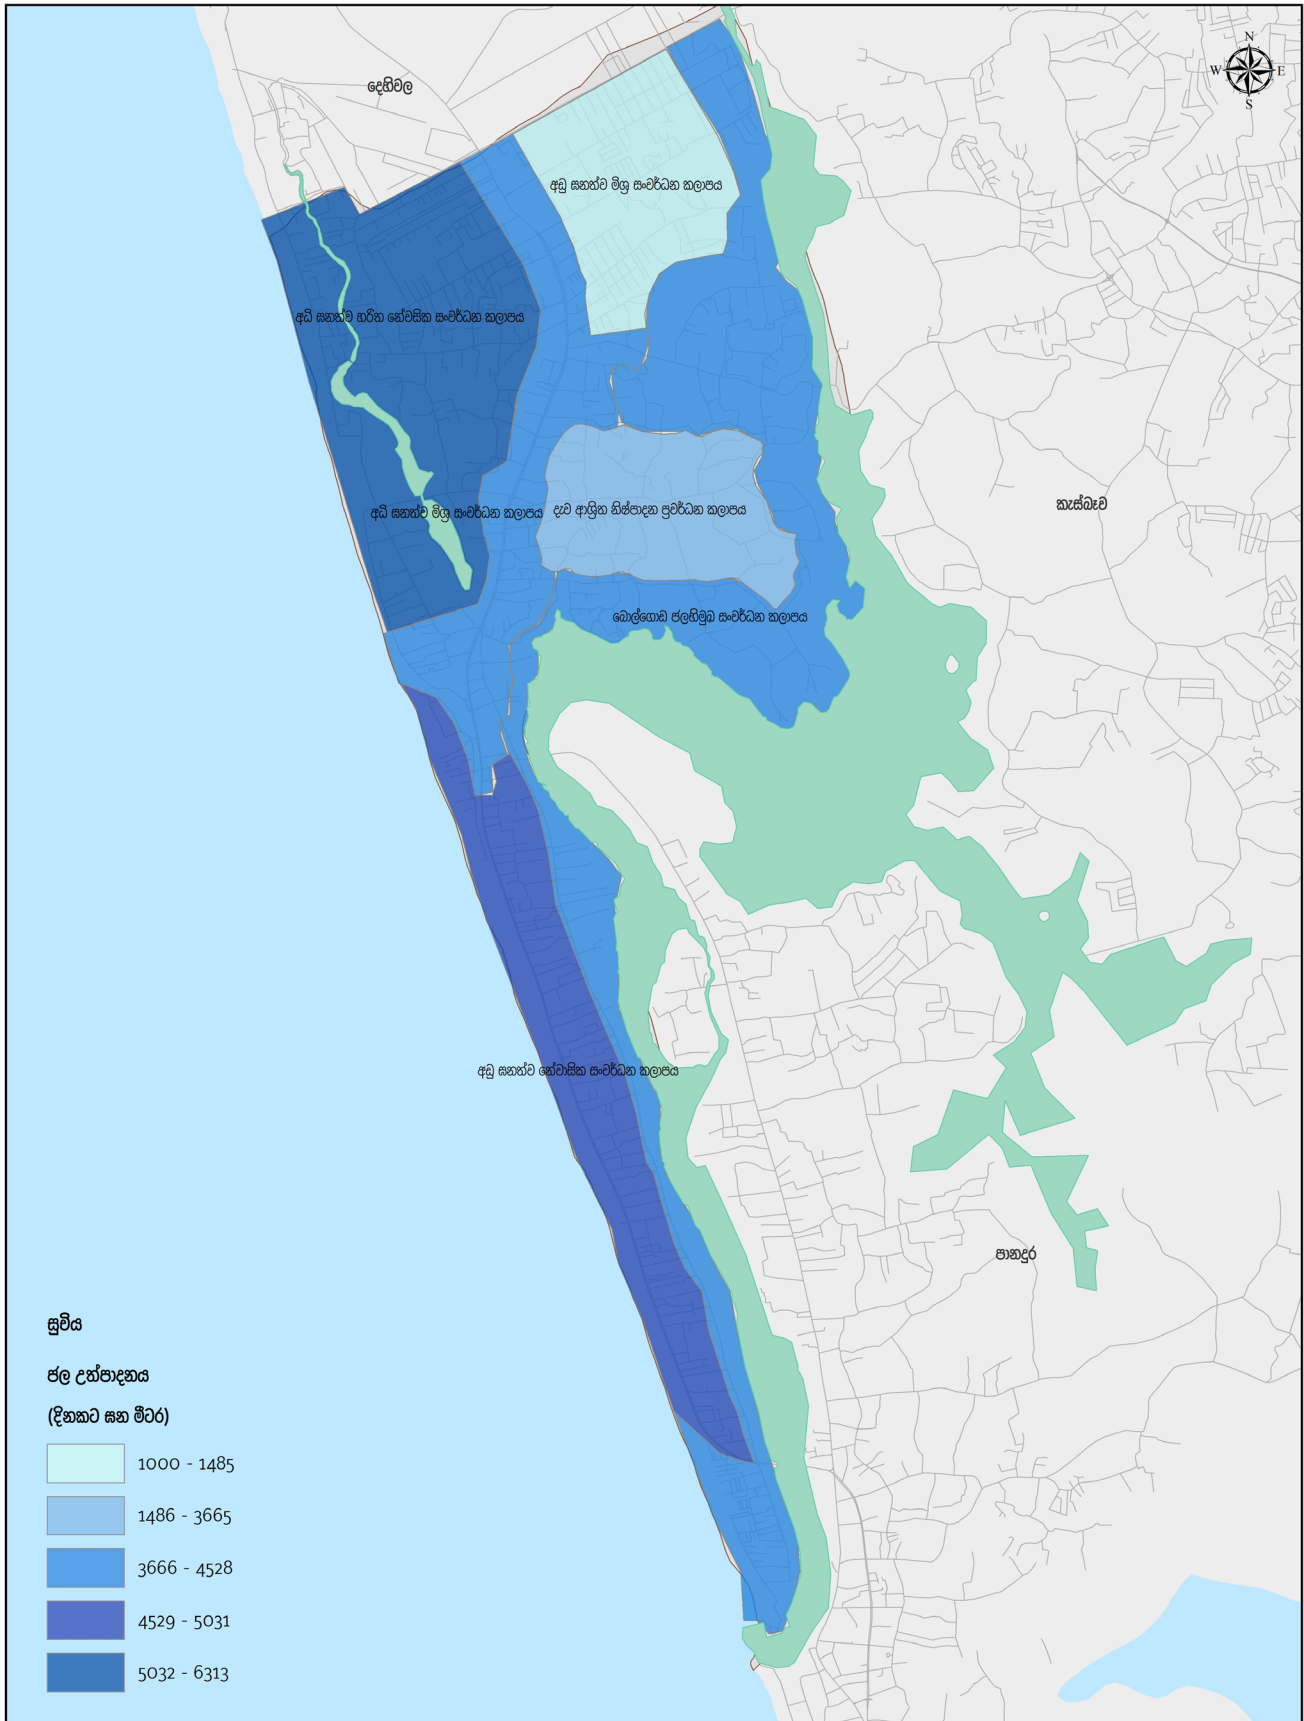 N
W E
S
දෙහිවල
අඩු ඝනත්ව මිශ්‍ර සංවර්ධන කලාපය
අධි ඝනත්ව හරිත නේවසික සංවර්ධන කලාපය
කැස්බෑව
අධි ඝනත්ව මිශ්‍ර සංවර්ධන කලාපය
දැව ආශ්‍රිත නිෂ්පාදන ප්‍රවර්ධන කලාපය
බොල්ගොඩ ජලභිමුඛ සංවර්ධන කලාපය
අඩු ඝනත්ව නේවාසික සංවර්ධන කලාපය
පානදුර
සුචිය
ජල උත්පාදනය
(දිනකට ඝන මීටර)
1000 - 1485
1486 - 3665
3666 - 4528
4529 - 5031
5032 - 6313